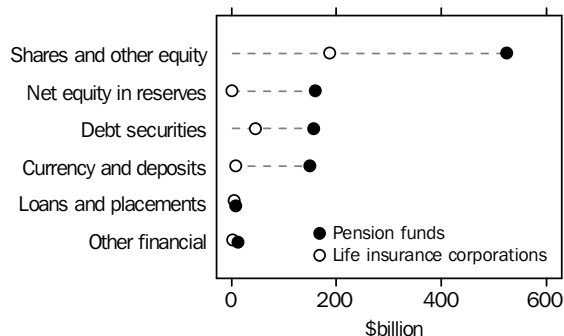 Shares and other equity
Net equity in reserves
Debt securities
Currency and deposits
Loans and placements
Other financial
Pension funds
Life insurance corporations
0 200 400 600
$billion